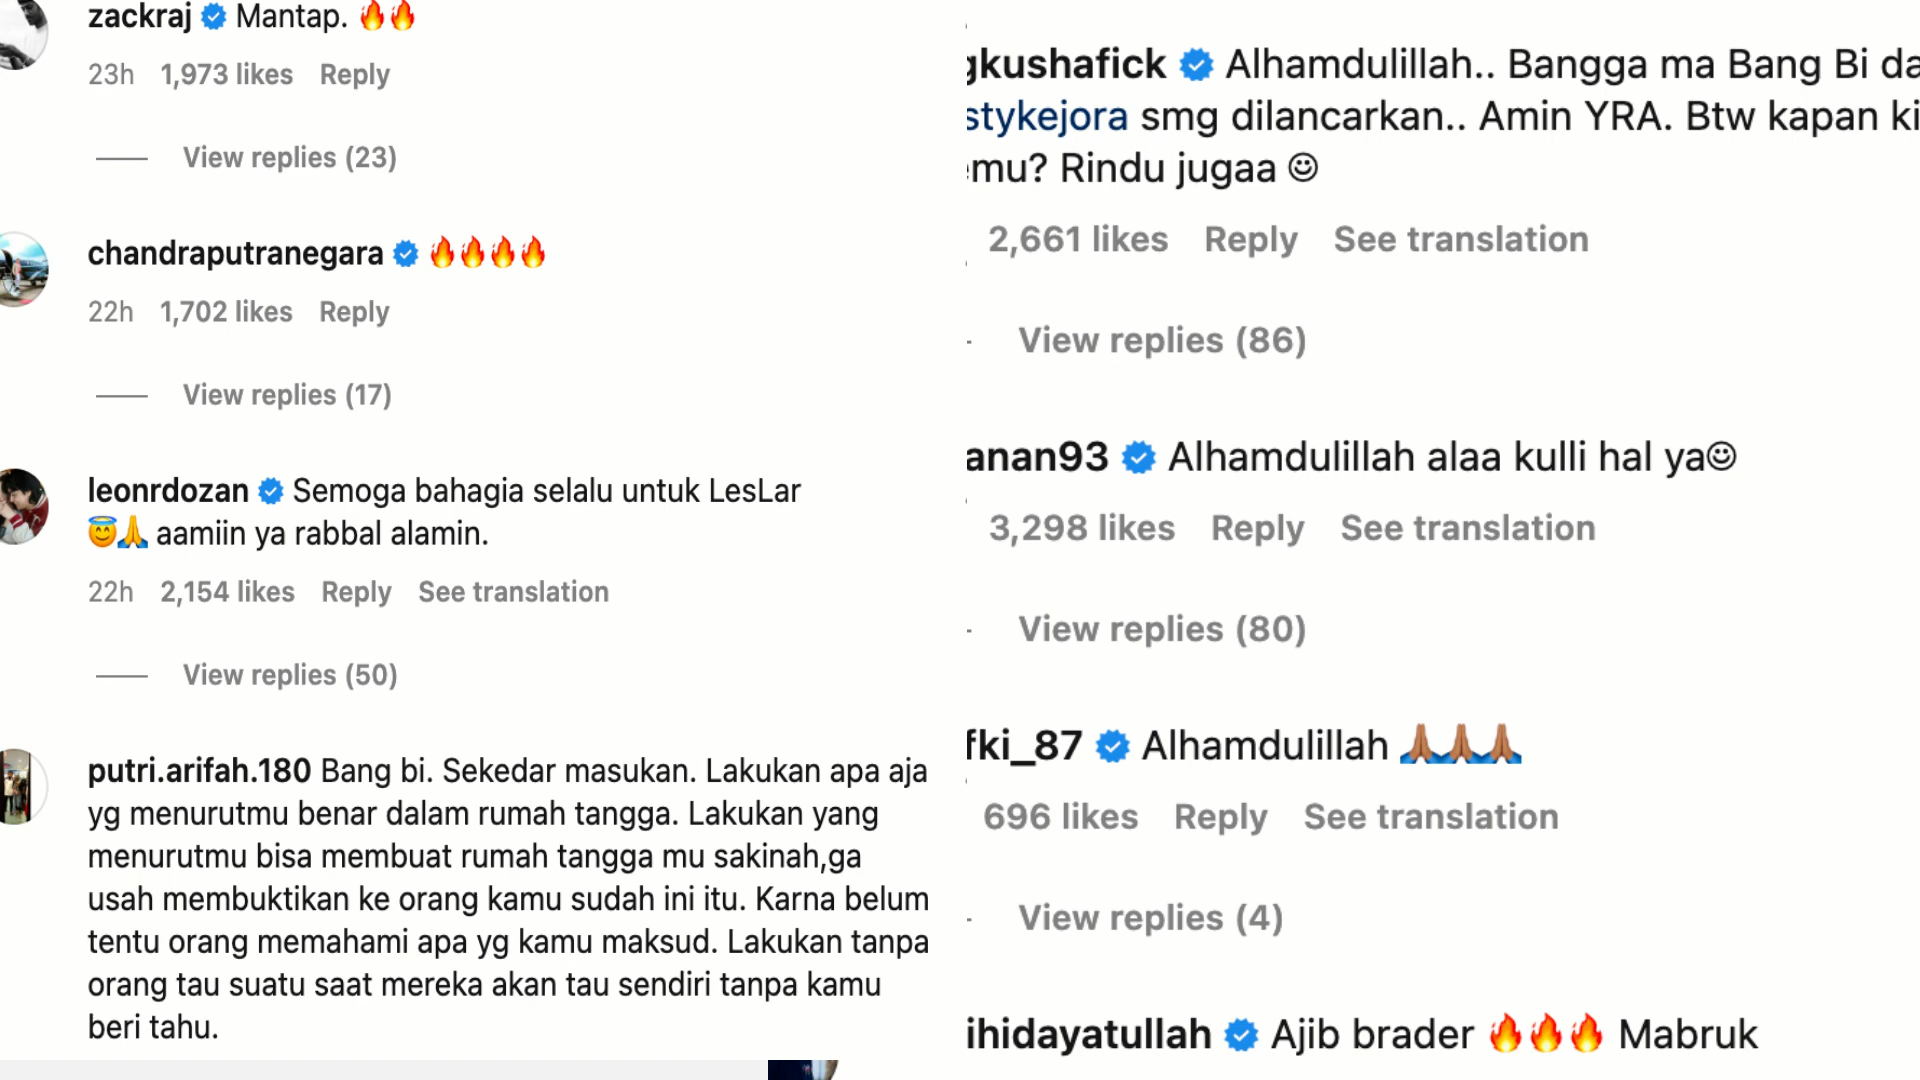 zackraj Mantap. 🔥🔥
23h 1,973 likes Reply
View replies (23)
chandraputranegara 🔥🔥🔥🔥
22h 1,702 likes Reply
View replies (17)
leonrdozan Semoga bahagia selalu untuk LesLar
😇🙏 aamiin ya rabbal alamin.
22h 2,154 likes Reply See translation
View replies (50)
putri.arifah.180 Bang bi. Sekedar masukan. Lakukan apa aja
yg menurutmu benar dalam rumah tangga. Lakukan yang
menurutmu bisa membuat rumah tangga mu sakinah,ga
usah membuktikan ke orang kamu sudah ini itu. Karna belum
tentu orang memahami apa yg kamu maksud. Lakukan tanpa
orang tau suatu saat mereka akan tau sendiri tanpa kamu
beri tahu.
gkushafick Alhamdulillah.. Bangga ma Bang Bi da
stykejora smg dilancarkan.. Amin YRA. Btw kapan ki
mu? Rindu jugaa ☺
2,661 likes Reply See translation
View replies (86)
anan93 Alhamdulillah alaa kulli hal ya☺
3,298 likes Reply See translation
View replies (80)
fki_87 Alhamdulillah 🙏🏽🙏🏽🙏🏽
696 likes Reply See translation
View replies (4)
ihidayatullah Ajib brader 🔥🔥🔥 Mabruk